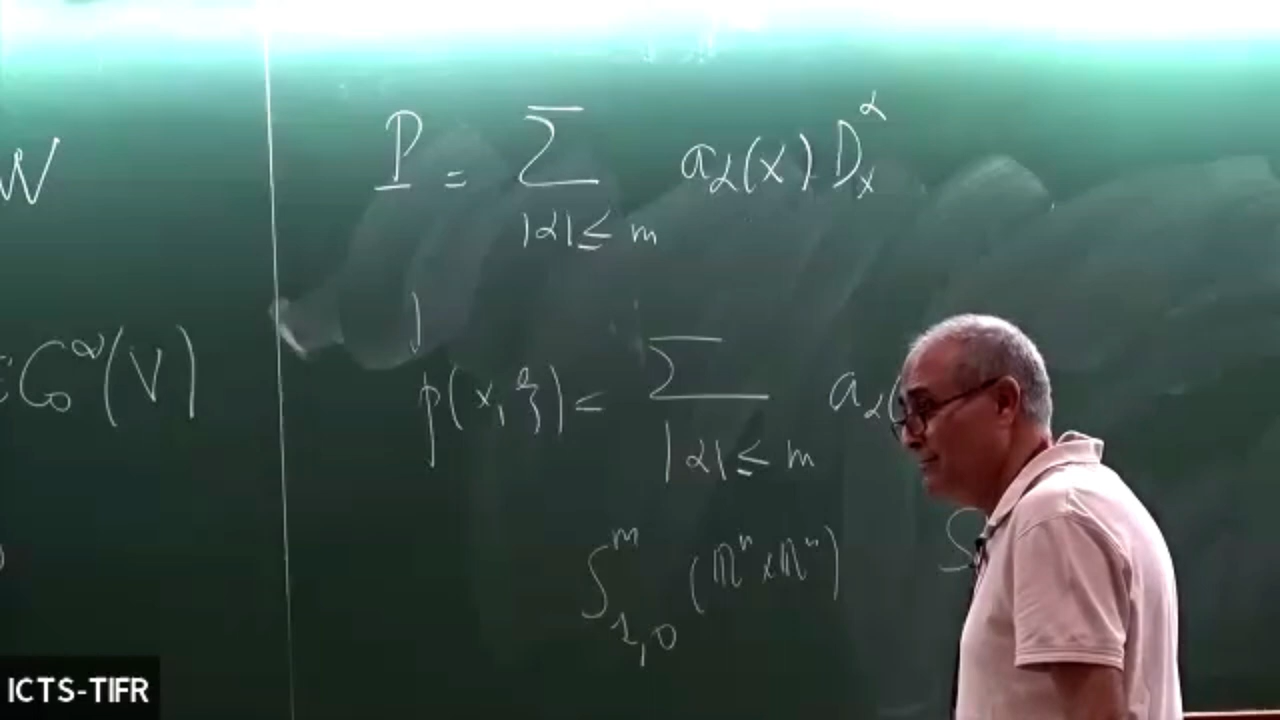 W
P = Σ a_α(x) D_x^α
|α| ≤ m
∈ C_0^∞(V)
p(x, ξ) = Σ a_α(
|α| ≤ m
S^m_{1,0} (ℝ^n × ℝ^n) S
ICTS-TIFR